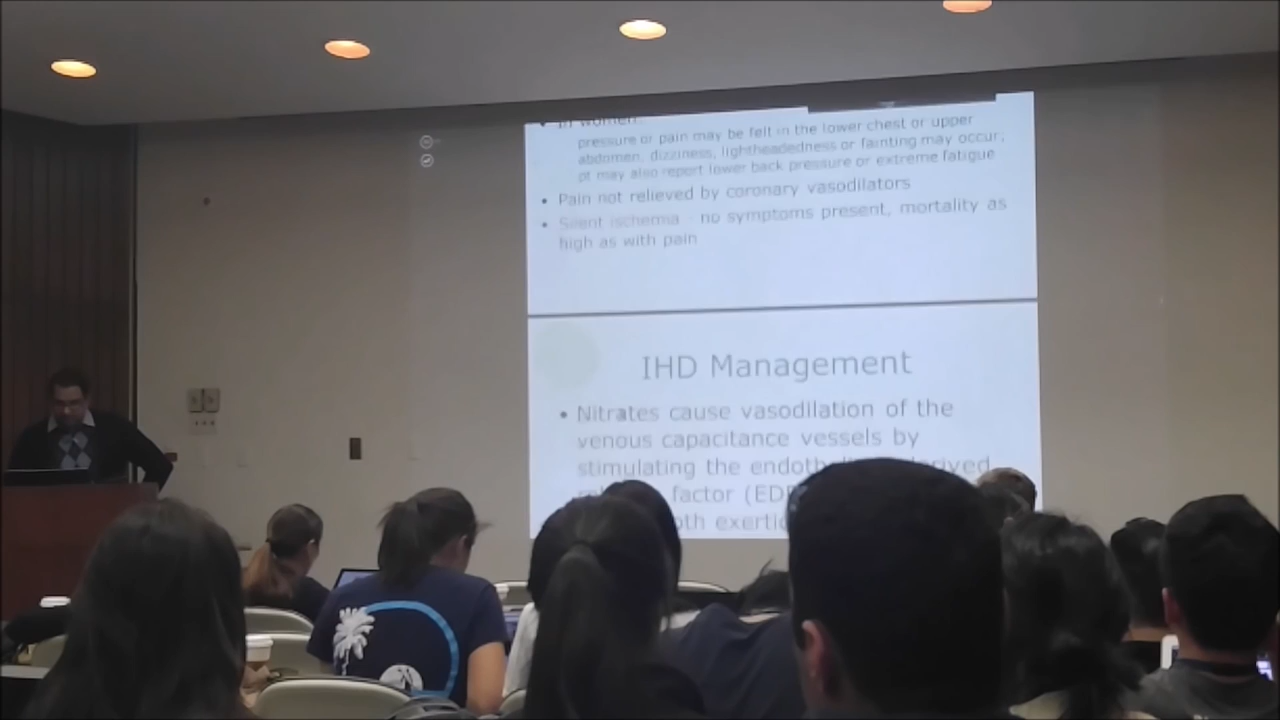 • In women:
pressure or pain may be felt in the lower chest or upper
abdomen, dizziness, lightheadedness or fainting may occur;
pt may also report lower back pressure or extreme fatigue
• Pain not relieved by coronary vasodilators
• Silent ischemia - no symptoms present, mortality as
high as with pain
IHD Management
• Nitrates cause vasodilation of the
venous capacitance vessels by
stimulating the
factor